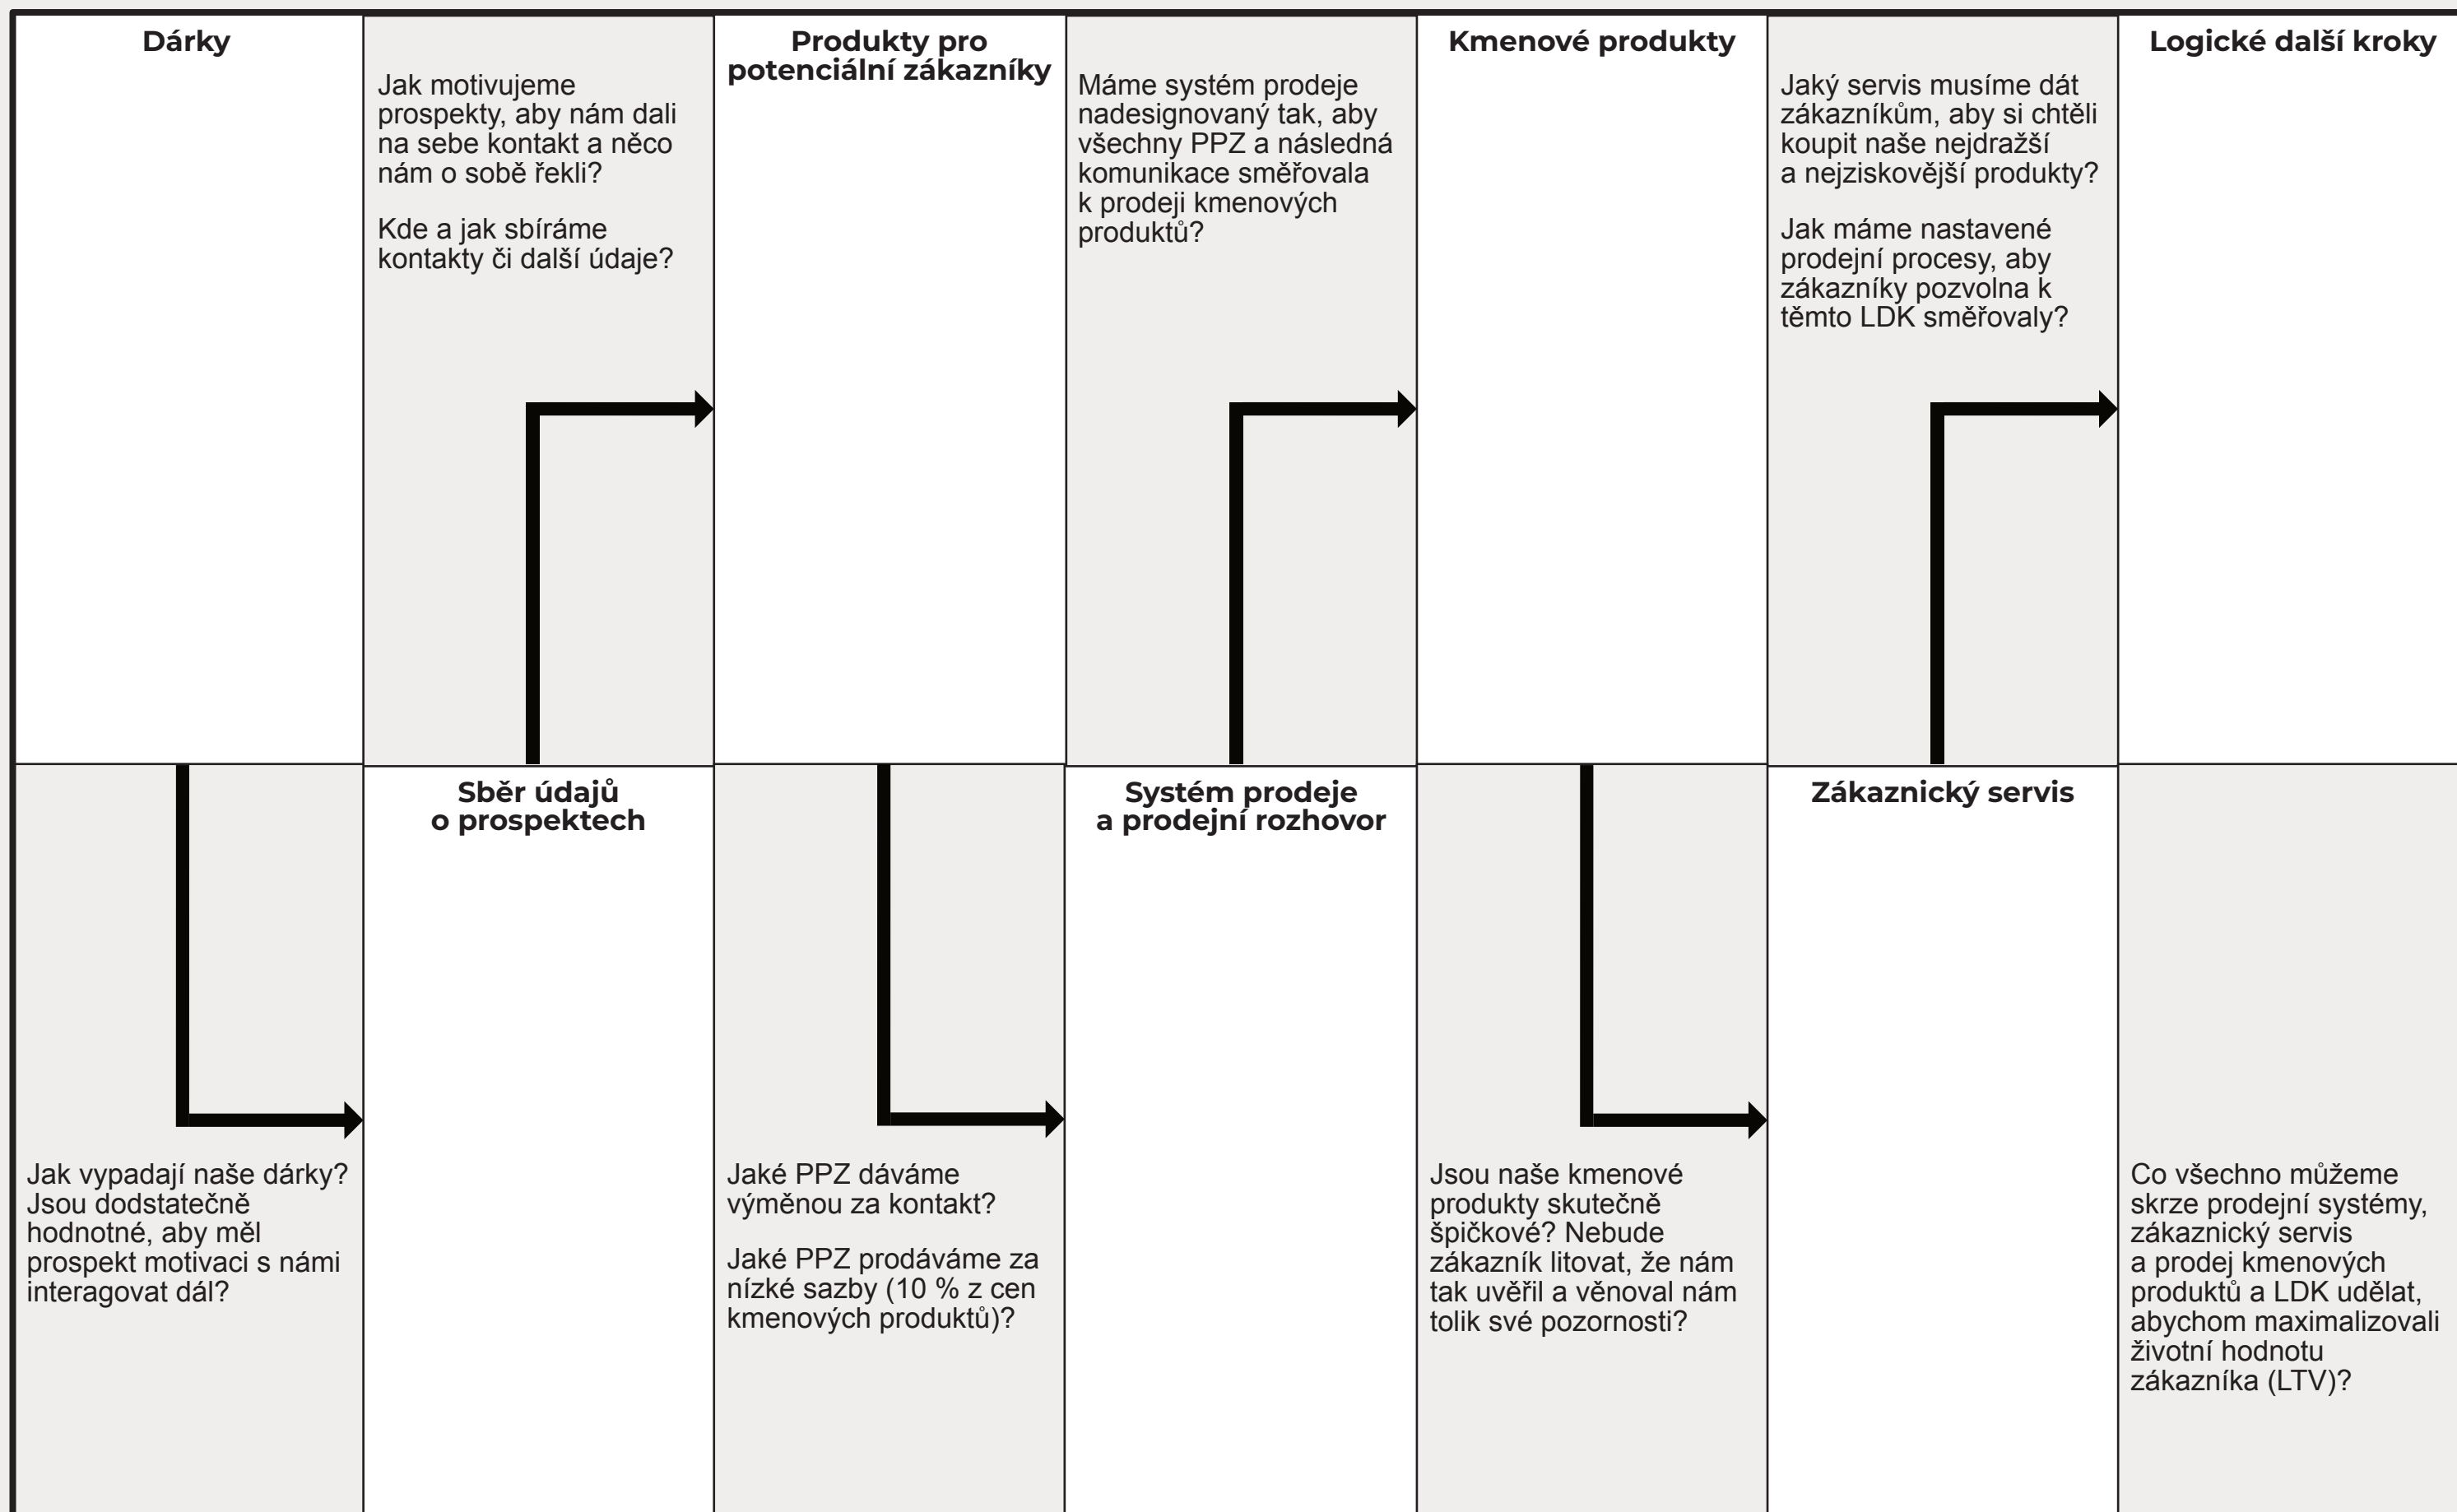 Dárky
Jak motivujeme
prospekty, aby nám dali
na sebe kontakt a něco
nám o sobě řekli?
Kde a jak sbíráme
kontakty či další údaje?
Produkty pro
potenciální zákazníky
Máme systém prodeje
nadesignovaný tak, aby
všechny PPZ a následná
komunikace směřovala
k prodeji kmenových
produktů?
Kmenové produkty
Jaký servis musíme dát
zákazníkům, aby si chtěli
koupit naše nejdražší
a nejziskovější produkty?
Jak máme nastavené
prodejní procesy, aby
zákazníky pozvolna k
těmto LDK směřovaly?
Logické další kroky
Jak vypadají naše dárky?
Jsou dodstatečně
hodnotné, aby měl
prospekt motivaci s námi
interagovat dál?
Sběr údajů
o prospektech
Jaké PPZ dáváme
výměnou za kontakt?
Jaké PPZ prodáváme za
nízké sazby (10 % z cen
kmenových produktů)?
Systém prodeje
a prodejní rozhovor
Jsou naše kmenové
produkty skutečně
špičkové? Nebude
zákazník litovat, že nám
tak uvěřil a věnoval nám
tolik své pozornosti?
Zákaznický servis
Co všechno můžeme
skrze prodejní systémy,
zákaznický servis
a prodej kmenových
produktů a LDK udělat,
abychom maximalizovali
životní hodnotu
zákazníka (LTV)?